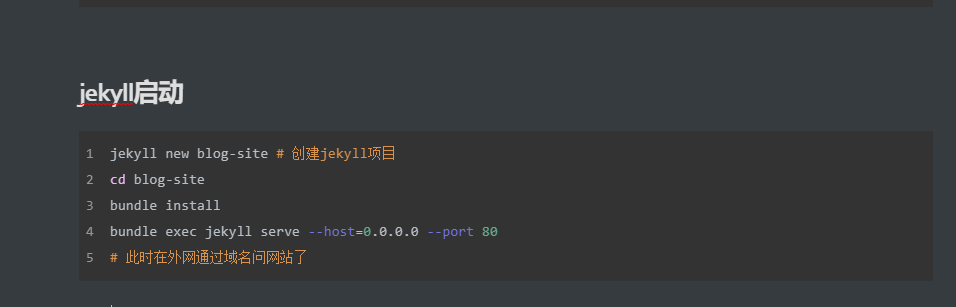 jekyll启动
1 jekyll new blog-site # 创建jekyll项目
2 cd blog-site
3 bundle install
4 bundle exec jekyll serve --host=0.0.0.0 --port 80
5 # 此时在外网通过域名问网站了